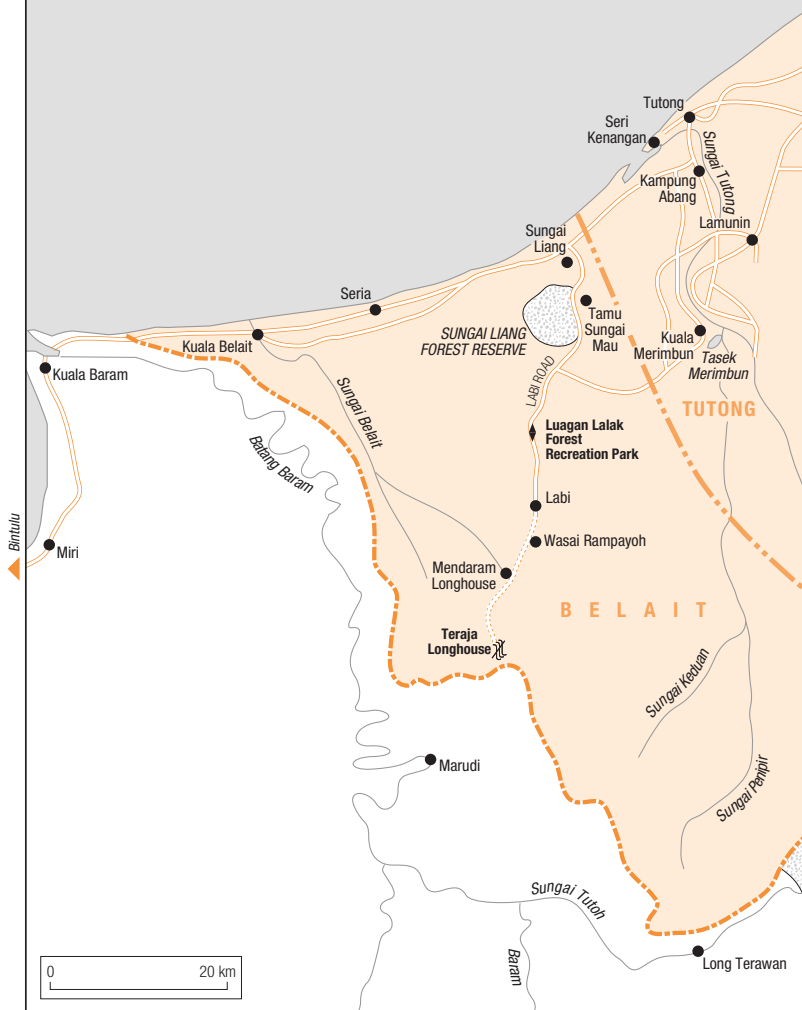 Tutong
Seri
Kenangan
Sungai Tutong
Kampung
Abang
Lamunin
Sungai
Liang
Seria
Tamu
Sungai
Mau
SUNGAI LIANG
FOREST RESERVE
Kuala Belait
Kuala
Merimbun
Tasek
Merimbun
Kuala Baram
LABI ROAD
Sungai Belait
TUTONG
Luagan Lalak
Forest
Recreation Park
Batang Baram
Labi
Bintulu
Miri
Wasai Rampayoh
Mendaram
Longhouse
BELAIT
Teraja
Longhouse
Sungai Keduan
Marudi
Sungai Penipir
Sungai Tutoh
Baram
Long Terawan
0 20 km